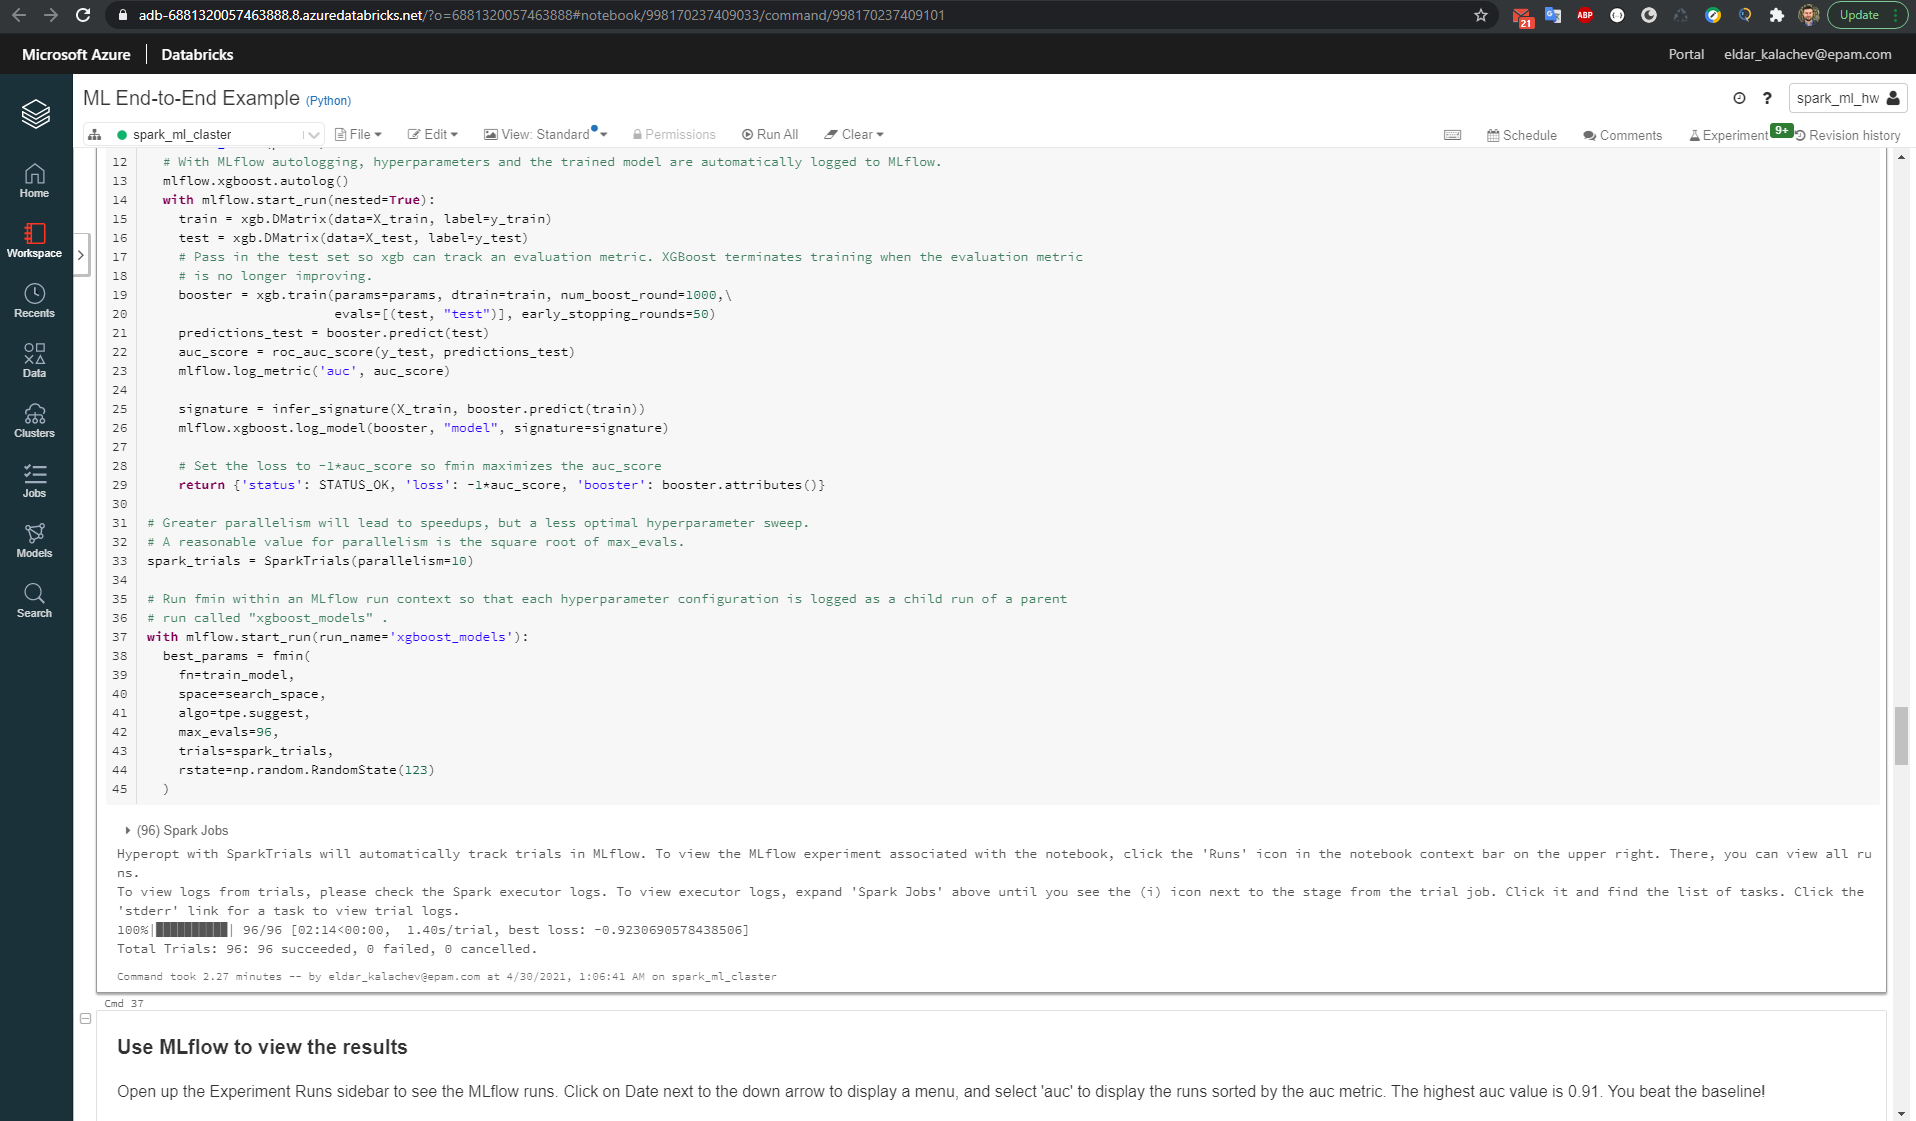 adb-6881320057463888.8.azuredatabricks.net/?o=6881320057463888#notebook/998170237409033/command/998170237409101
21
ABP
Update
Microsoft Azure | Databricks
Portal eldar_kalachev@epam.com
ML End-to-End Example (Python)
spark_ml_hw
spark_ml_claster
File Edit View: Standard Permissions Run All Clear
Schedule Comments Experiment 9+ Revision history
Home
Workspace
Recents
Data
Clusters
Jobs
Models
Search
12 # With MLflow autologging, hyperparameters and the trained model are automatically logged to MLflow.
13 mlflow.xgboost.autolog()
14 with mlflow.start_run(nested=True):
15 train = xgb.DMatrix(data=X_train, label=y_train)
16 test = xgb.DMatrix(data=X_test, label=y_test)
17 # Pass in the test set so xgb can track an evaluation metric. XGBoost terminates training when the evaluation metric
18 # is no longer improving.
19 booster = xgb.train(params=params, dtrain=train, num_boost_round=1000,\
20 evals=[(test, "test")], early_stopping_rounds=50)
21 predictions_test = booster.predict(test)
22 auc_score = roc_auc_score(y_test, predictions_test)
23 mlflow.log_metric('auc', auc_score)
24
25 signature = infer_signature(X_train, booster.predict(train))
26 mlflow.xgboost.log_model(booster, "model", signature=signature)
27
28 # Set the loss to -1*auc_score so fmin maximizes the auc_score
29 return {'status': STATUS_OK, 'loss': -1*auc_score, 'booster': booster.attributes()}
30
31 # Greater parallelism will lead to speedups, but a less optimal hyperparameter sweep.
32 # A reasonable value for parallelism is the square root of max_evals.
33 spark_trials = SparkTrials(parallelism=10)
34
35 # Run fmin within an MLflow run context so that each hyperparameter configuration is logged as a child run of a parent
36 # run called "xgboost_models" .
37 with mlflow.start_run(run_name='xgboost_models'):
38 best_params = fmin(
39 fn=train_model,
40 space=search_space,
41 algo=tpe.suggest,
42 max_evals=96,
43 trials=spark_trials,
44 rstate=np.random.RandomState(123)
45 )
(96) Spark Jobs
Hyperopt with SparkTrials will automatically track trials in MLflow. To view the MLflow experiment associated with the notebook, click the 'Runs' icon in the notebook context bar on the upper right. There, you can view all ru
ns.
To view logs from trials, please check the Spark executor logs. To view executor logs, expand 'Spark Jobs' above until you see the (i) icon next to the stage from the trial job. Click it and find the list of tasks. Click the
'stderr' link for a task to view trial logs.
100%|██████████| 96/96 [02:14<00:00, 1.40s/trial, best loss: -0.9230690578438506]
Total Trials: 96: 96 succeeded, 0 failed, 0 cancelled.
Command took 2.27 minutes -- by eldar_kalachev@epam.com at 4/30/2021, 1:06:41 AM on spark_ml_claster
Cmd 37
Use MLflow to view the results
Open up the Experiment Runs sidebar to see the MLflow runs. Click on Date next to the down arrow to display a menu, and select 'auc' to display the runs sorted by the auc metric. The highest auc value is 0.91. You beat the baseline!